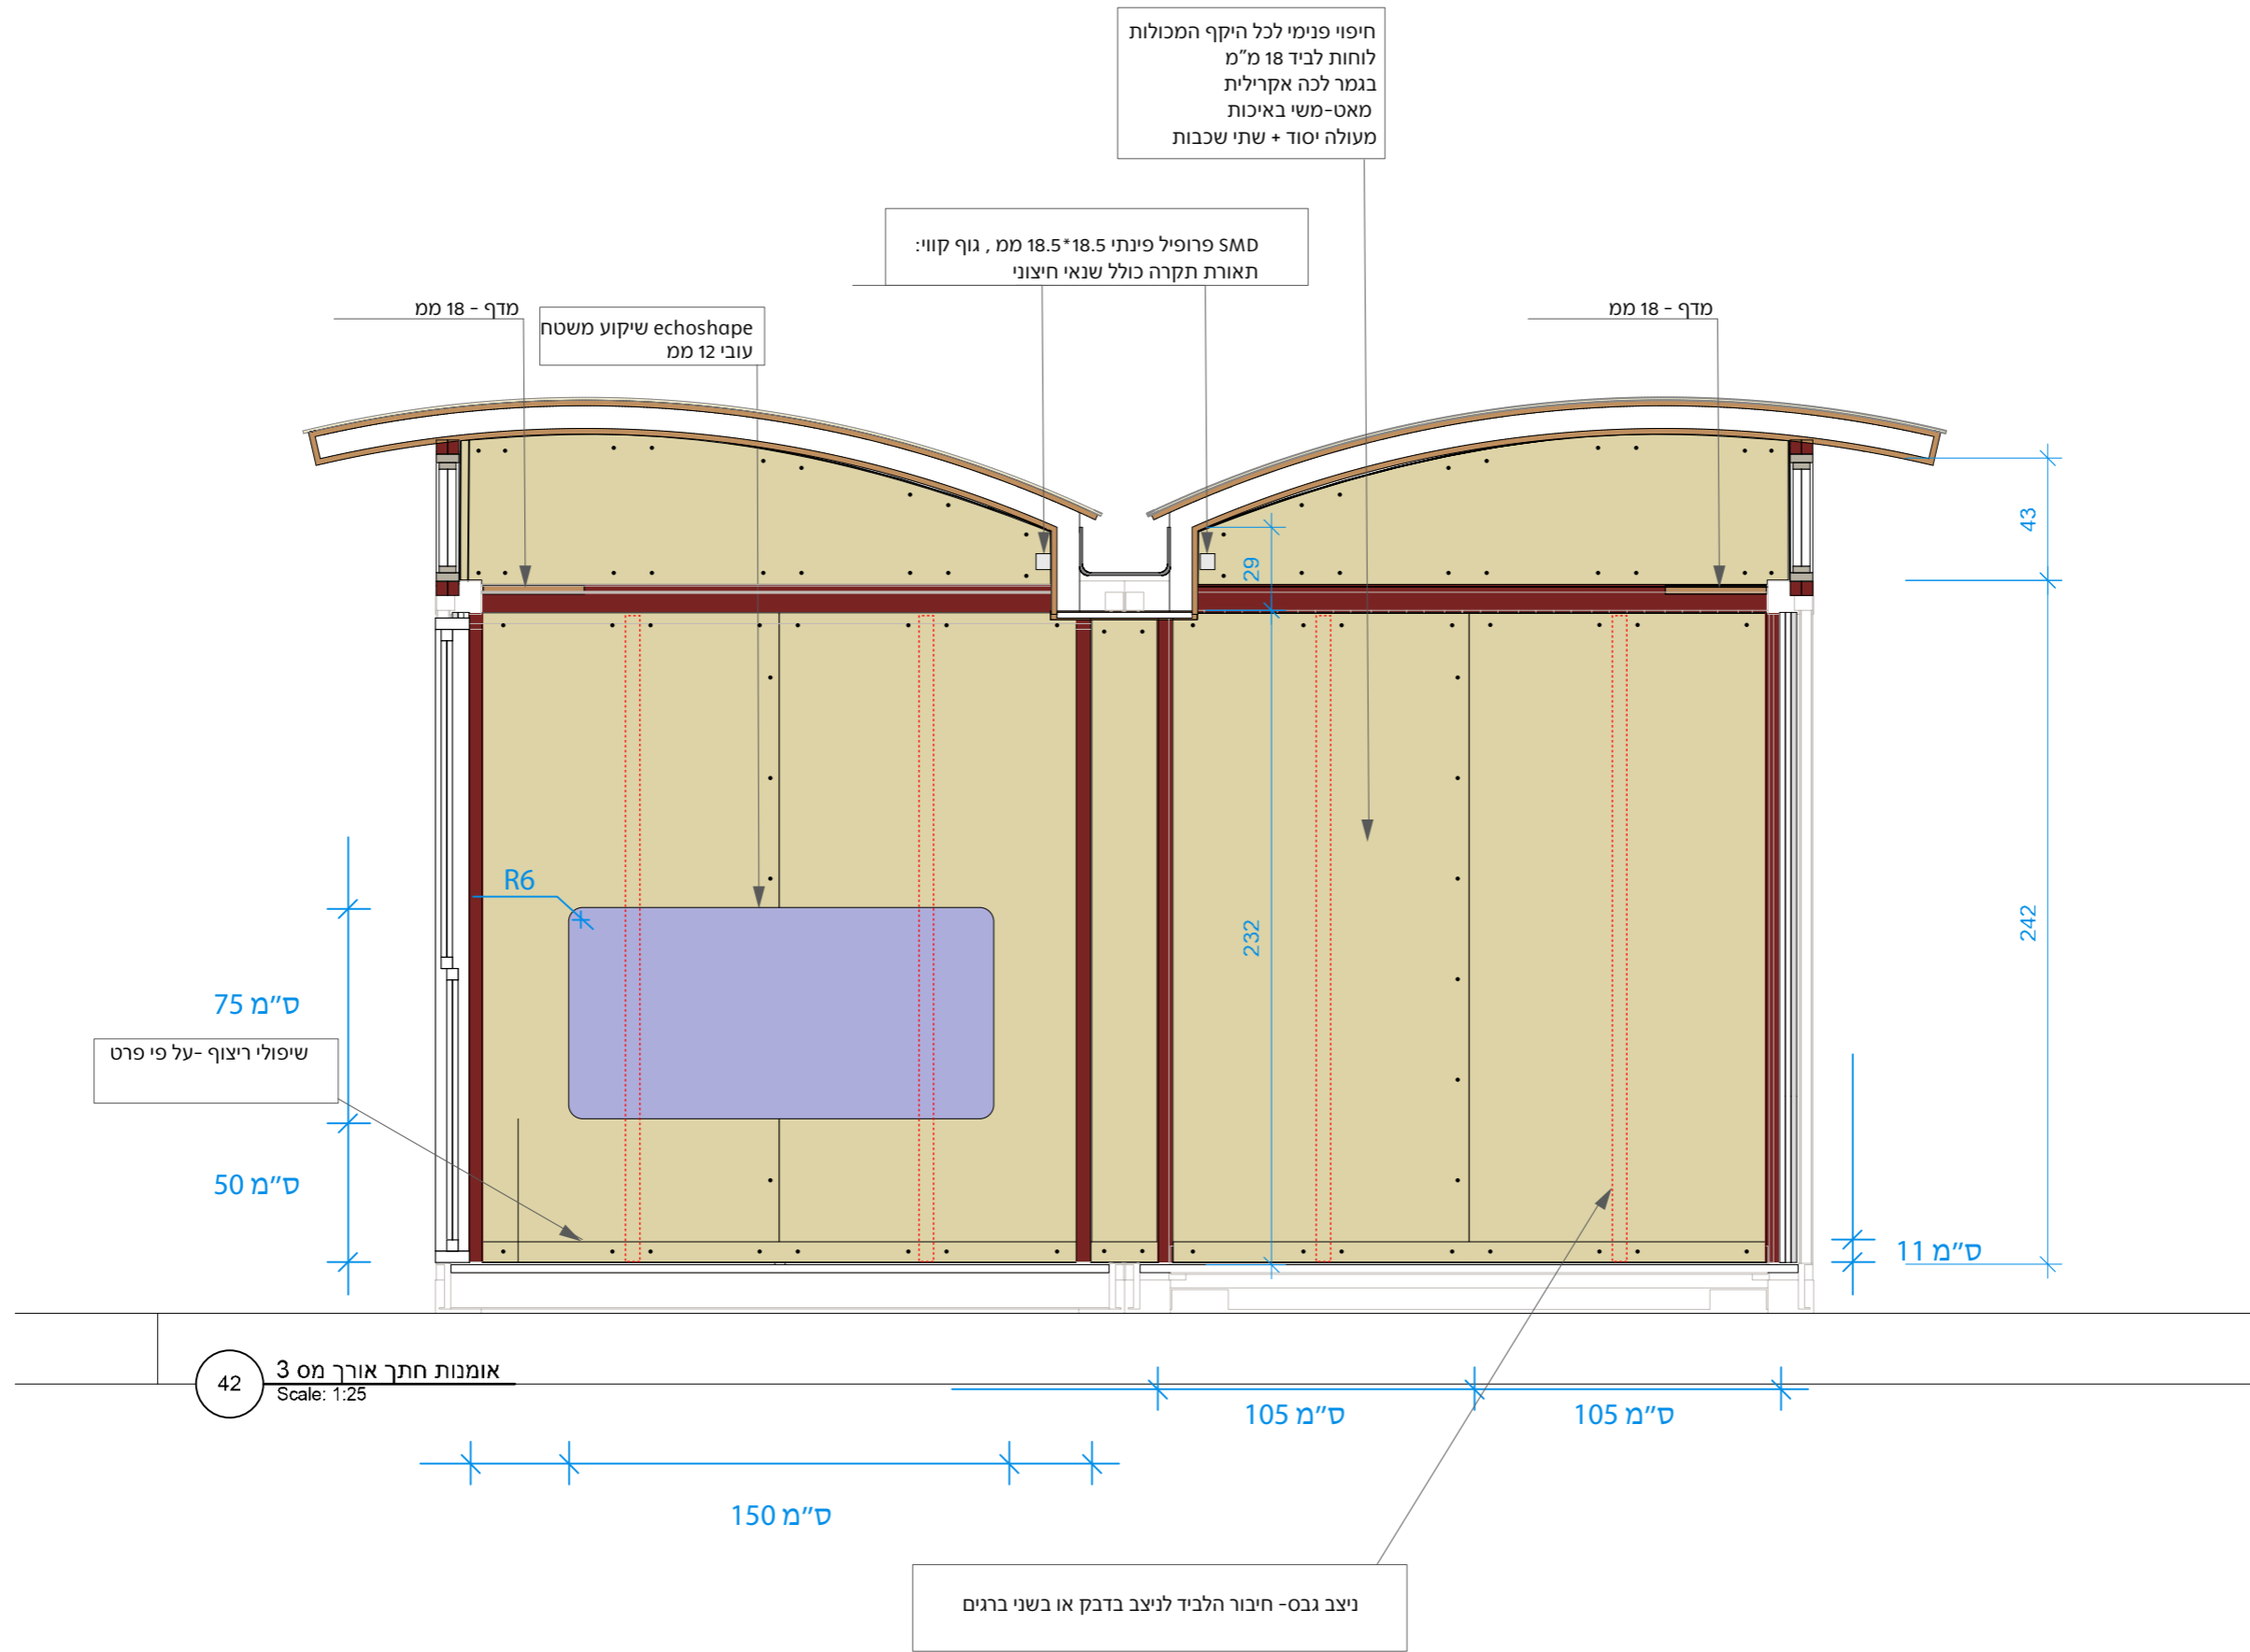 חיפוי פנימי לכל היקף המכולות
לוחות לביד 18 מ״מ
בגמר לכה אקרילית
מאט-משי באיכות
מעולה יסוד + שתי שכבות
SMD פרופיל פינתי 18.5*18.5 ממ , גוף קווי:
תאורת תקרה כולל שנאי חיצוני
מדף - 18 ממ
echoshape שיקוע משטח
עובי 12 ממ
מדף - 18 ממ
43
29
R6
232
242
75 ס״מ
שיפולי ריצוף -על פי פרט
50 ס״מ
11 ס״מ
42
אומנות חתך אורך מס 3
Scale: 1:25
105 ס״מ
105 ס״מ
150 ס״מ
ניצב גבס- חיבור הלביד לניצב בדבק או בשני ברגים